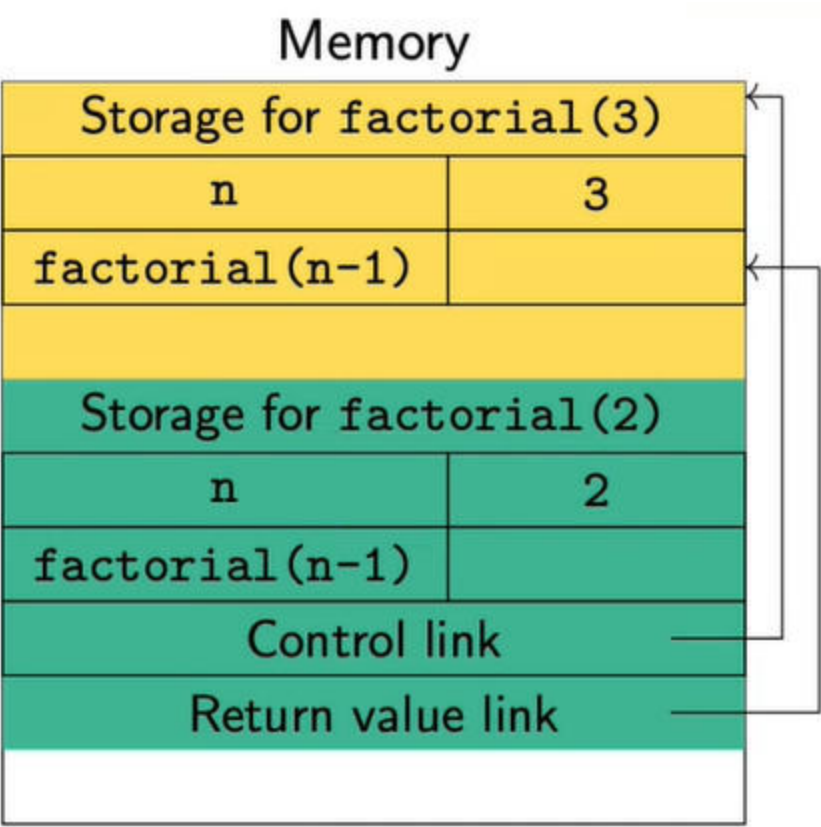 Memory
Storage for factorial(3)
n 3
factorial(n-1)
Storage for factorial(2)
n 2
factorial(n-1)
Control link
Return value link